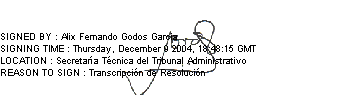 SIGNED BY : Alix Fernando Godos Garcia
SIGNING TIME : Thursday, December 9 2004, 18:48:15 GMT
LOCATION : Secretaría Técnica del Tribunal Administrativo
REASON TO SIGN : Transcripción de Resolución